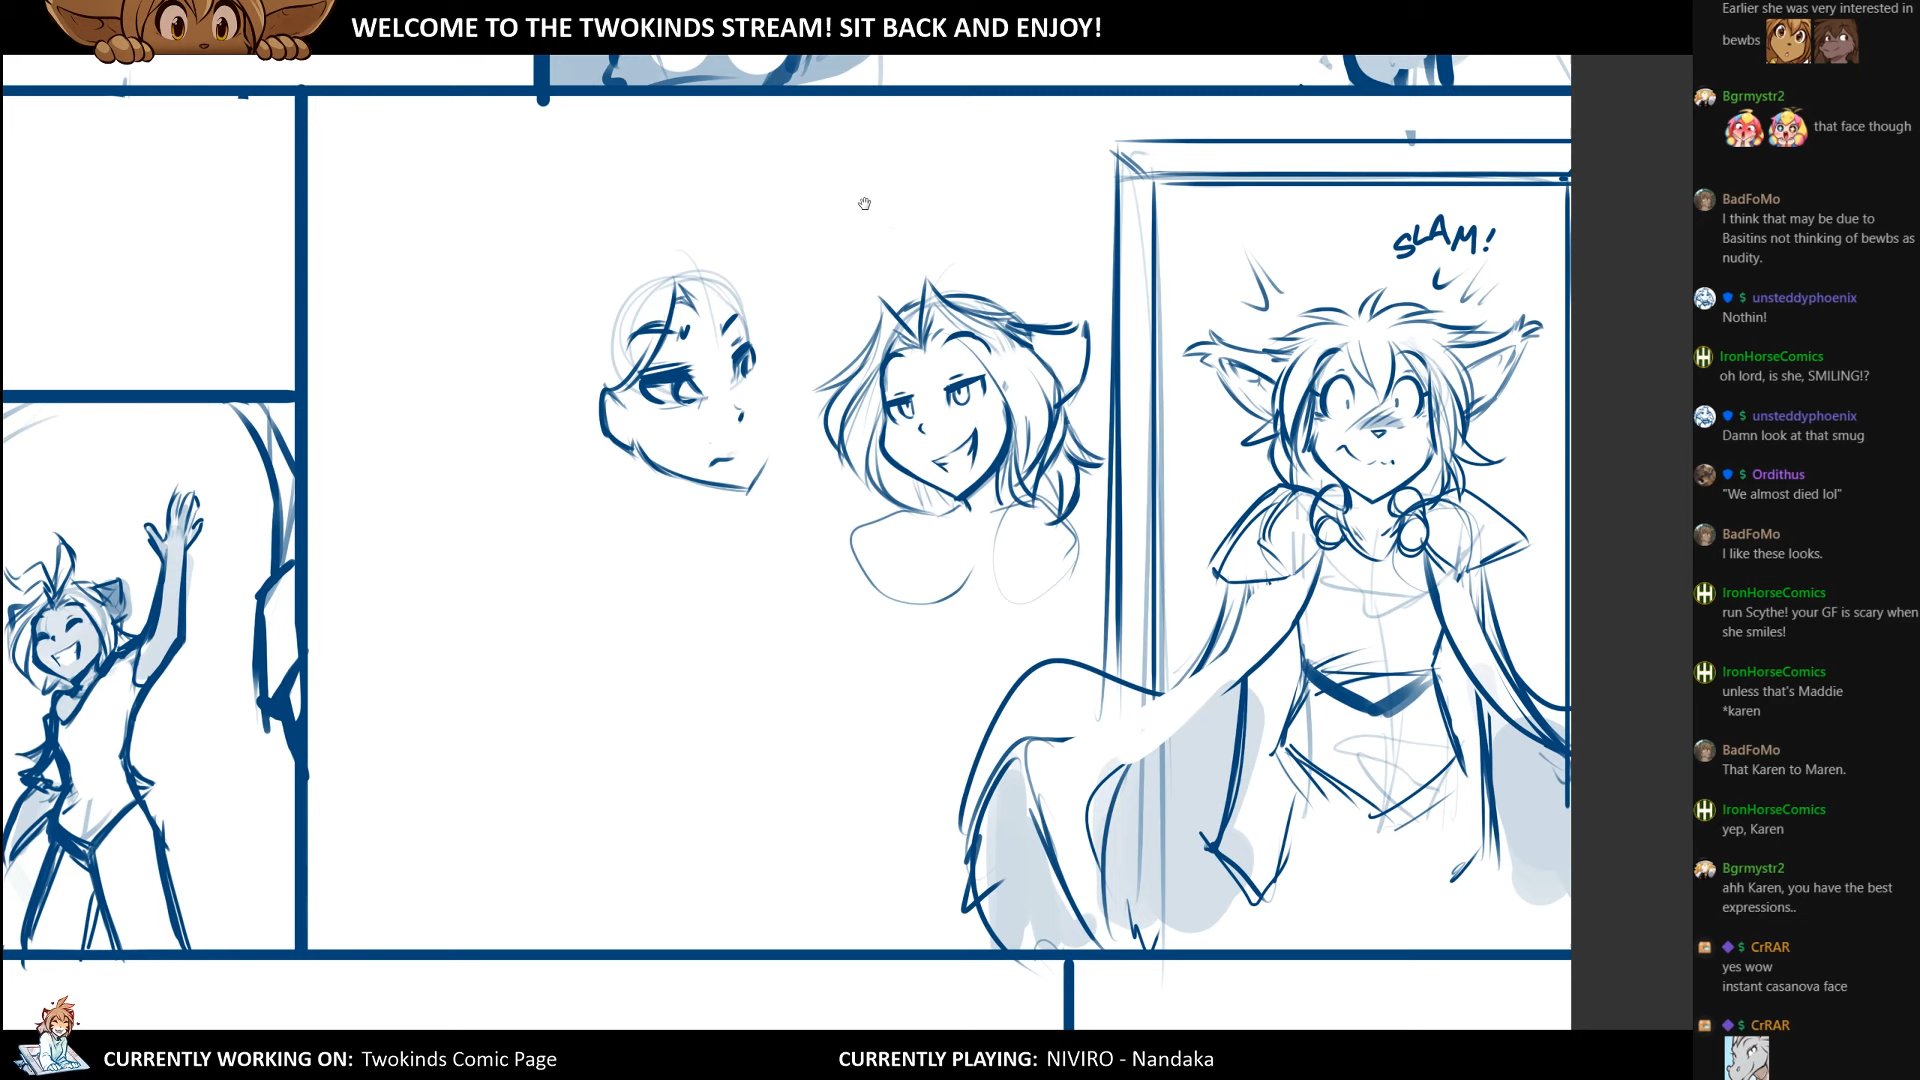 WELCOME TO THE TWOKINDS STREAM! SIT BACK AND ENJOY!
SLAM!
Earlier she was very interested in
bewbs
Bgrmystr2
that face though
BadFoMo
I think that may be due to
Basitins not thinking of bewbs as
nudity.
$ unsteddyphoenix
Nothin!
IronHorseComics
oh lord, is she, SMILING!?
$ unsteddyphoenix
Damn look at that smug
$ Ordithus
"We almost died lol"
BadFoMo
I like these looks.
IronHorseComics
run Scythe! your GF is scary when
she smiles!
IronHorseComics
unless that's Maddie
*karen
BadFoMo
That Karen to Maren.
IronHorseComics
yep, Karen
Bgrmystr2
ahh Karen, you have the best
expressions..
$ CrRAR
yes wow
instant casanova face
$ CrRAR
CURRENTLY WORKING ON: Twokinds Comic Page
CURRENTLY PLAYING: NIVIRO - Nandaka